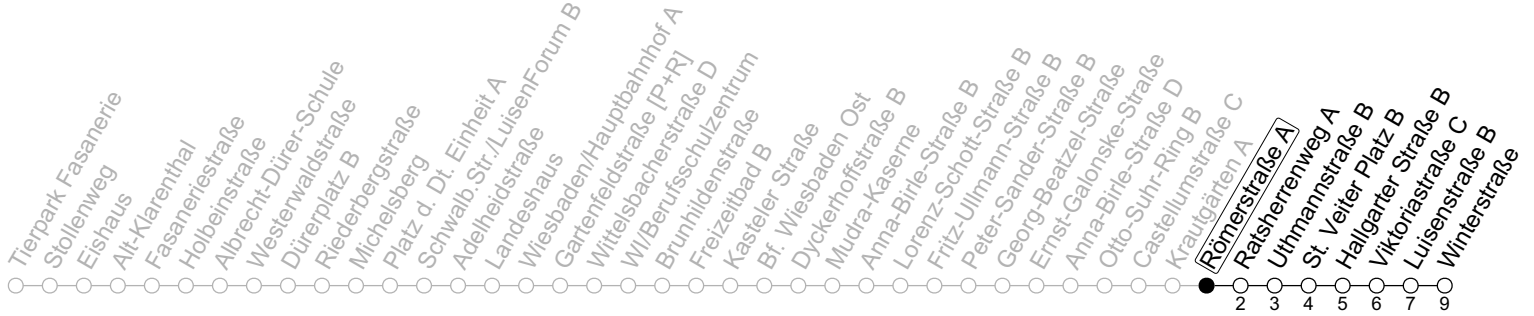 Tierpark Fasanerie
Stollenweg
Eishaus
Alt-Klarenthal
Fasaneriestraße
Holbeinstraße
Albrecht-Dürer-Schule
Westerwaldstraße
Dürerplatz B
Riederbergstraße
Michelsberg
Platz d. Dt. Einheit A
Schwalb.Str./LuisenForum B
Adelheidstraße
Landeshaus
Wiesbaden/Hauptbahnhof A
Gartenfeldstraße [P+R]
Wittelsbacherstraße D
WI/Berufsschulzentrum
Brunhildenstraße
Freizeitbad B
Kasteler Straße
Bf. Wiesbaden Ost
Dyckerhoffstraße B
Mudra-Kaserne
Anna-Birle-Straße B
Lorenz-Schott-Straße B
Fritz-Ullmann-Straße B
Peter-Sander-Straße B
Georg-Beatzel-Straße
Ernst-Galonske-Straße
Anna-Birle-Straße D
Otto-Suhr-Ring B
Castellumstraße C
Krautgärten A
Römerstraße A
Ratsherrenweg A
Uthmannstraße B
St. Veiter Platz B
Hallgarter Straße B
Viktoriastraße C
Luisenstraße B
Winterstraße
2 3 4 5 6 7 9